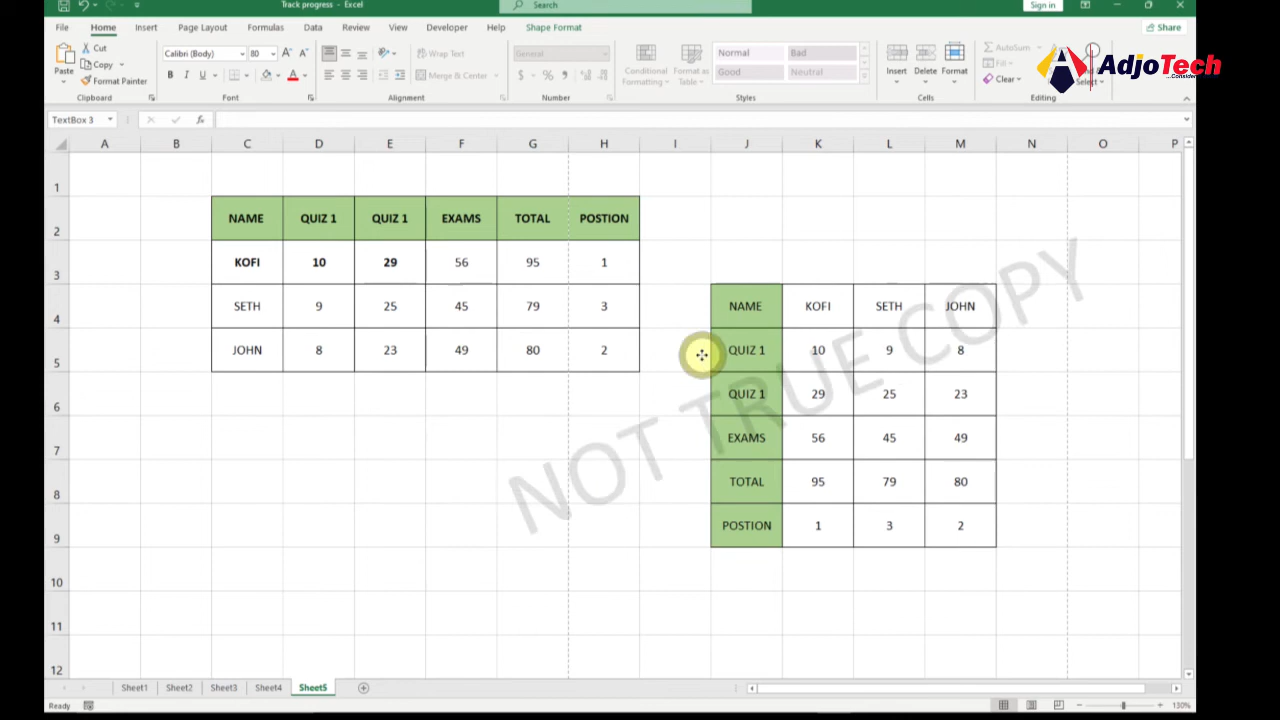 Track progress - Excel
Search
Sign in
File Home Insert Page Layout Formulas Data Review View Developer Help Shape Format
Share
Paste
Cut
Copy
Format Painter
Calibri (Body) 80
B I U
Wrap Text
Merge & Center
General
$ %
Conditional Formatting
Format as
Normal Bad
Good Neutral
Insert Delete Format
AutoSum
Fill
Clear
Select
AdjoTech
Clipboard Font Alignment Number Styles Cells Editing
TextBox 3
fx
A B C D E F G H I J K L M N O P
1
2 NAME QUIZ 1 QUIZ 1 EXAMS TOTAL POSTION
3 KOFI 10 29 56 95 1
4 SETH 9 25 45 79 3 NAME KOFI SETH JOHN
5 JOHN 8 23 49 80 2 QUIZ 1 10 9 8
6 QUIZ 1 29 25 23
7 EXAMS 56 45 49
8 TOTAL 95 79 80
9 POSTION 1 3 2
10
11
12
NOT TRUE COPY
Sheet1 Sheet2 Sheet3 Sheet4 Sheet5
Ready
130%